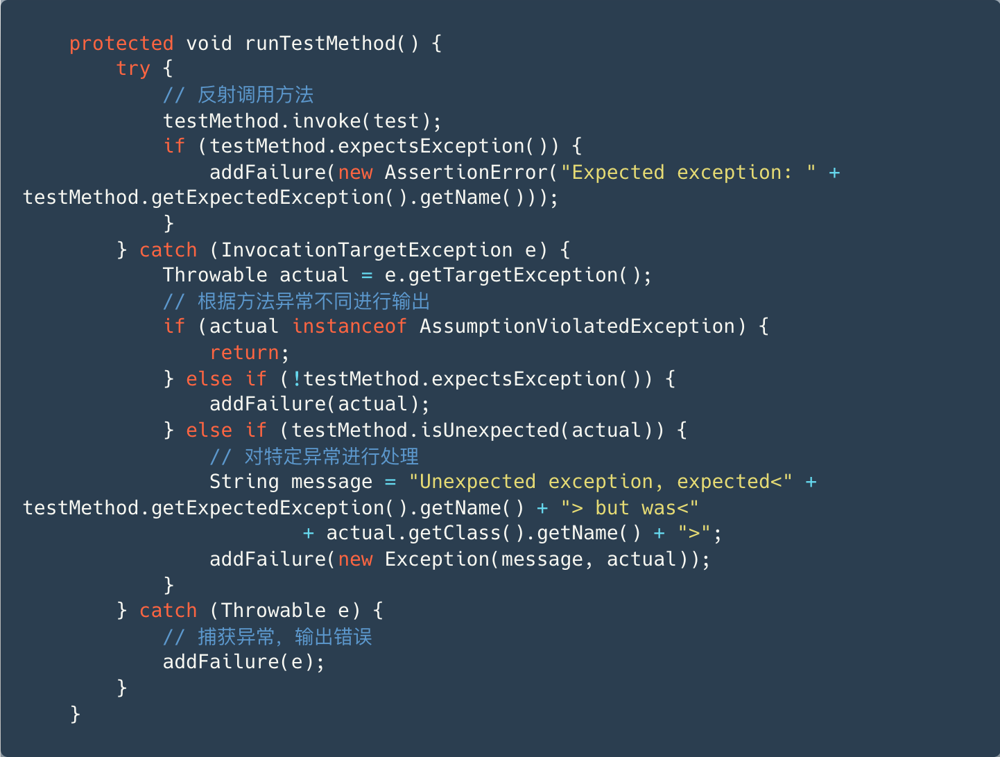 protected void runTestMethod() {
try {
// 反射调用方法
testMethod.invoke(test);
if (testMethod.expectsException()) {
addFailure(new AssertionError("Expected exception: " +
testMethod.getExpectedException().getName()));
}
} catch (InvocationTargetException e) {
Throwable actual = e.getTargetException();
// 根据方法异常不同进行输出
if (actual instanceof AssumptionViolatedException) {
return;
} else if (!testMethod.expectsException()) {
addFailure(actual);
} else if (testMethod.isUnexpected(actual)) {
// 对特定异常进行处理
String message = "Unexpected exception, expected<" +
testMethod.getExpectedException().getName() + "> but was<"
+ actual.getClass().getName() + ">";
addFailure(new Exception(message, actual));
}
} catch (Throwable e) {
// 捕获异常，输出错误
addFailure(e);
}
}